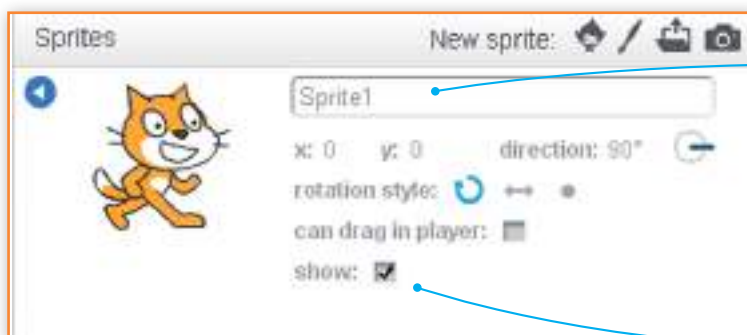 Sprites New sprite:
Sprite1
x: 0 y: 0 direction: 90°
rotation style:
can drag in player:
show: